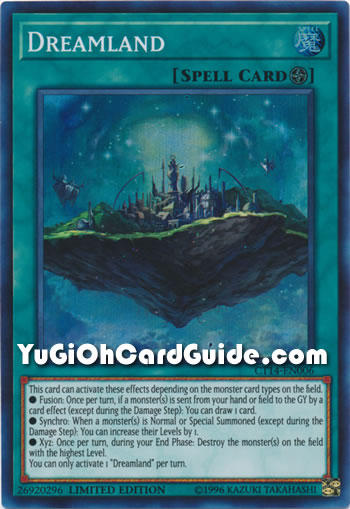 DREAMLAND
魔
[SPELL CARD]
YuGiOhCardGuide.com
CT14-EN006
This card can activate these effects depending on the monster card types on the field.
● Fusion: Once per turn, if a monster(s) is sent from your hand or field to the GY by a
card effect (except during the Damage Step): You can draw 1 card.
● Synchro: When a monster(s) is Normal or Special Summoned (except during the
Damage Step): You can increase their Levels by 1.
● Xyz: Once per turn, during your End Phase: Destroy the monster(s) on the field
with the highest Level.
You can only activate 1 "Dreamland" per turn.
26920296 LIMITED EDITION ©1996 KAZUKI TAKAHASHI